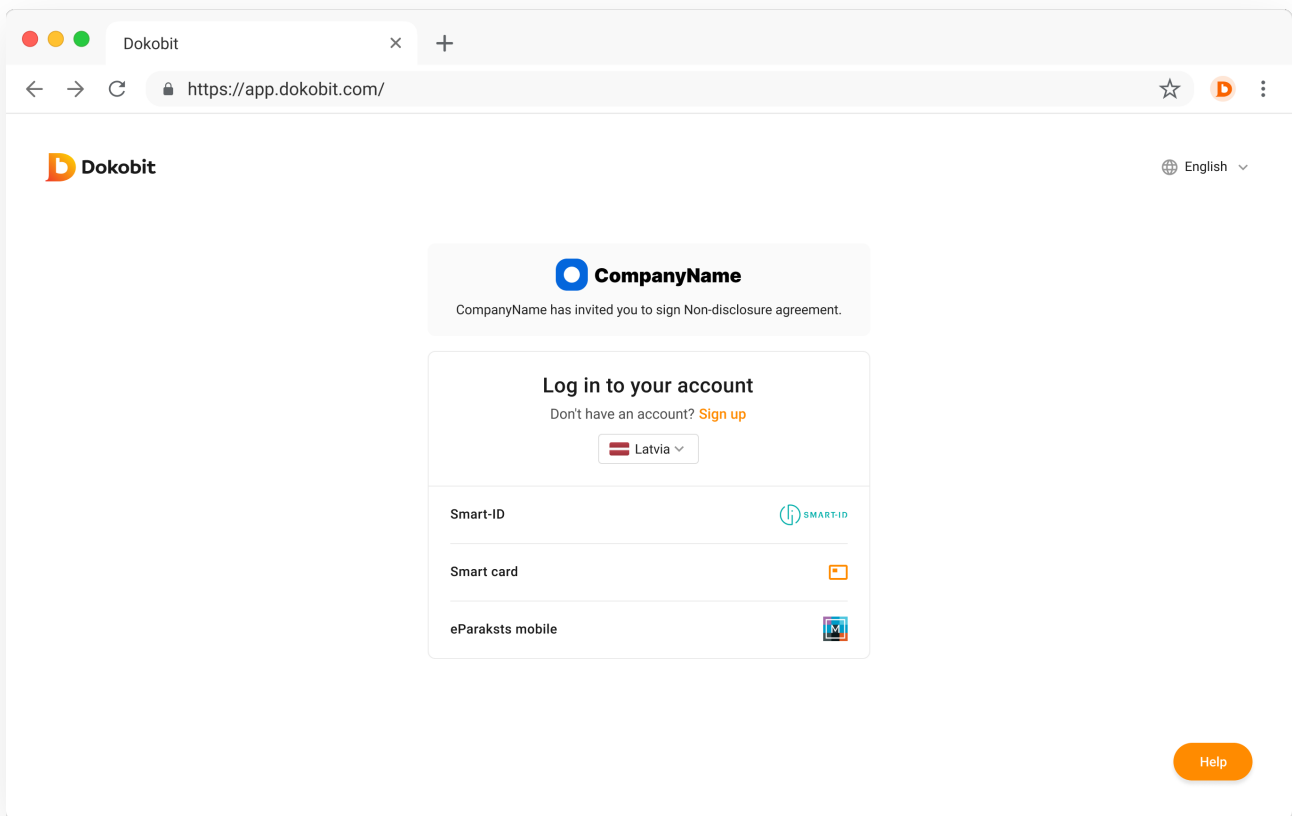 Dokobit
https://app.dokobit.com/
Dokobit
English
CompanyName
CompanyName has invited you to sign Non-disclosure agreement.
Log in to your account
Don't have an account? Sign up
Latvia
Smart-ID
SMART-ID
Smart card
eParaksts mobile
M
Help